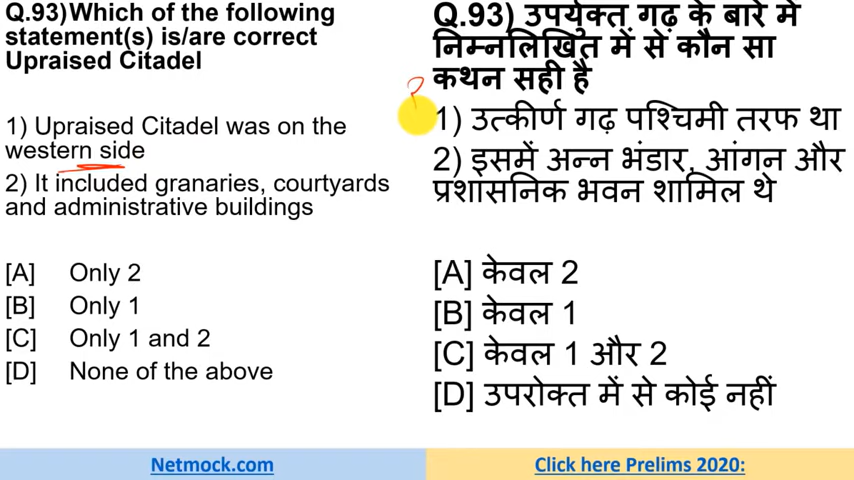 Q.93)Which of the following
statement(s) is/are correct
Upraised Citadel
1) Upraised Citadel was on the
western side
2) It included granaries, courtyards
and administrative buildings
[A] Only 2
[B] Only 1
[C] Only 1 and 2
[D] None of the above
Q.93) उपर्युक्त गढ़ के बारे में
निम्नलिखित में से कौन सा
कथन सही है
1) उत्कीर्ण गढ़ पश्चिमी तरफ था
2) इसमें अन्न भंडार, आंगन और
प्रशासनिक भवन शामिल थे
[A] केवल 2
[B] केवल 1
[C] केवल 1 और 2
[D] उपरोक्त में से कोई नहीं
Netmock.com
Click here Prelims 2020: